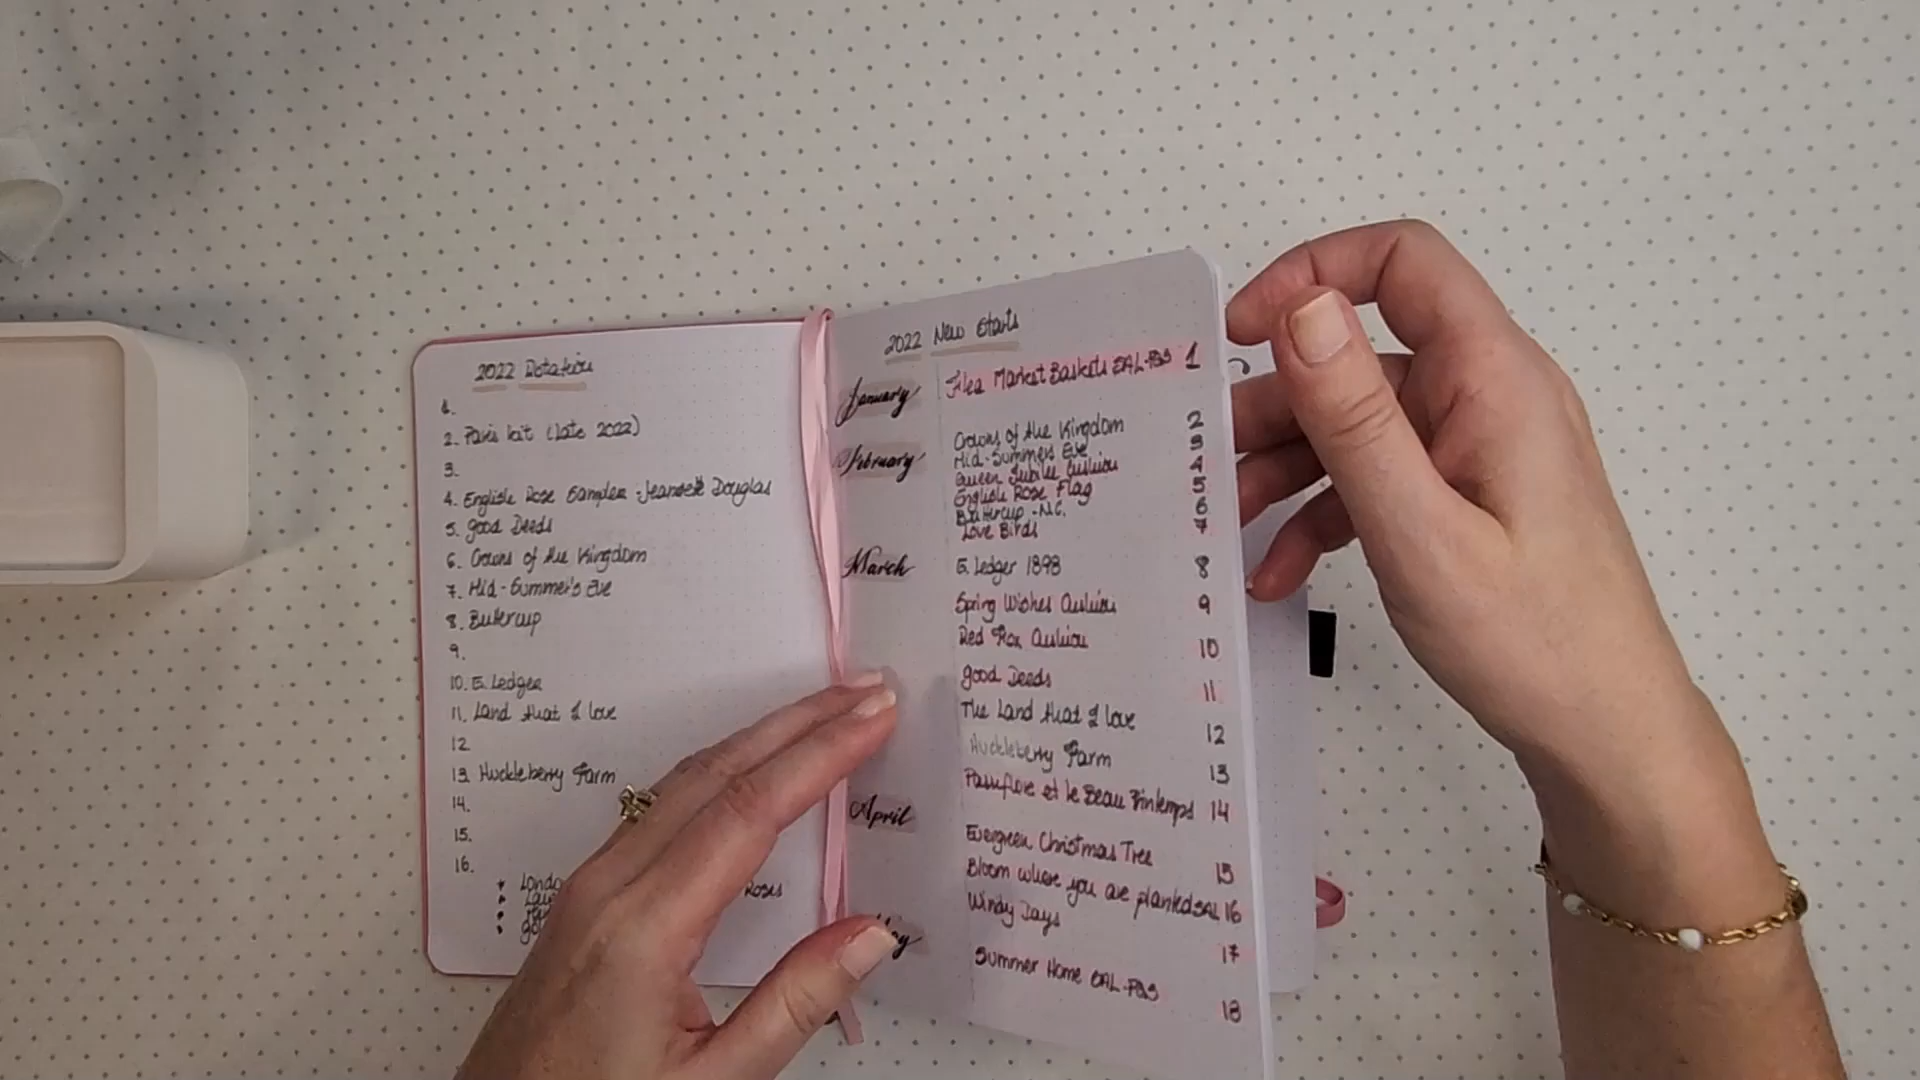 2022 Rotation
1.
2. Paris kit (late 2022)
3.
4. English Rose Sampler - Jeannette Douglas
5. Good Deeds
6. Crowns of the Kingdom
7. Mid-Summer's Eve
8. Buttercup
9.
10. E. Ledger
11. Land that I love
12.
13. Huckleberry Farm
14.
15.
16.
Roses
2022 New Starts
January
Flea Market Baskets SAL-FQS 1
February
Crowns of the Kingdom 2
Mid-Summers Eve 3
Queen Jubilee Cushion 4
English Rose Flag 5
Buttercup - N.C. 6
Love Birds 7
March
E. Ledger 1898 8
Spring Wishes Cushion 9
Red Fox Cushion 10
Good Deeds 11
The Land that I love 12
Huckleberry Farm 13
Passiflore et le Beau Printemps 14
April
Evergreen Christmas Tree 15
Bloom where you are planted SAL 16
Windy Days 17
Summer Home SAL-FQS 18